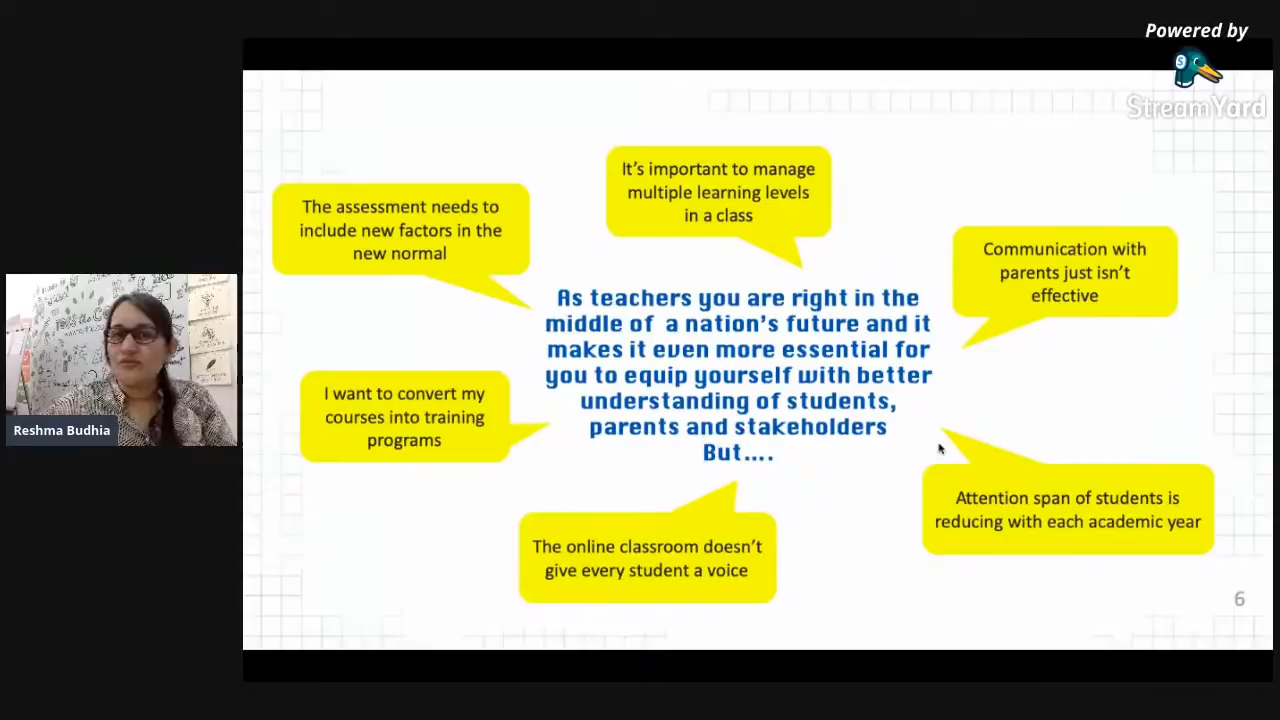 Powered by
StreamYard
It’s important to manage
multiple learning levels
in a class
The assessment needs to
include new factors in the
new normal
Communication with
parents just isn’t
effective
As teachers you are right in the
middle of a nation’s future and it
makes it even more essential for
you to equip yourself with better
understanding of students,
parents and stakeholders
But....
I want to convert my
courses into training
programs
Attention span of students is
reducing with each academic year
The online classroom doesn’t
give every student a voice
6
Reshma Budhia